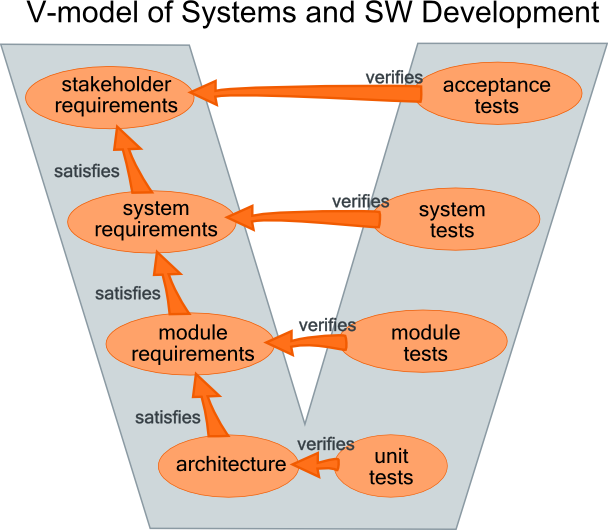 V-model of Systems and SW Development
stakeholder
requirements
verifies
acceptance
tests
satisfies
system
requirements
verifies
system
tests
satisfies
module
requirements
verifies
module
tests
satisfies
architecture
verifies
unit
tests